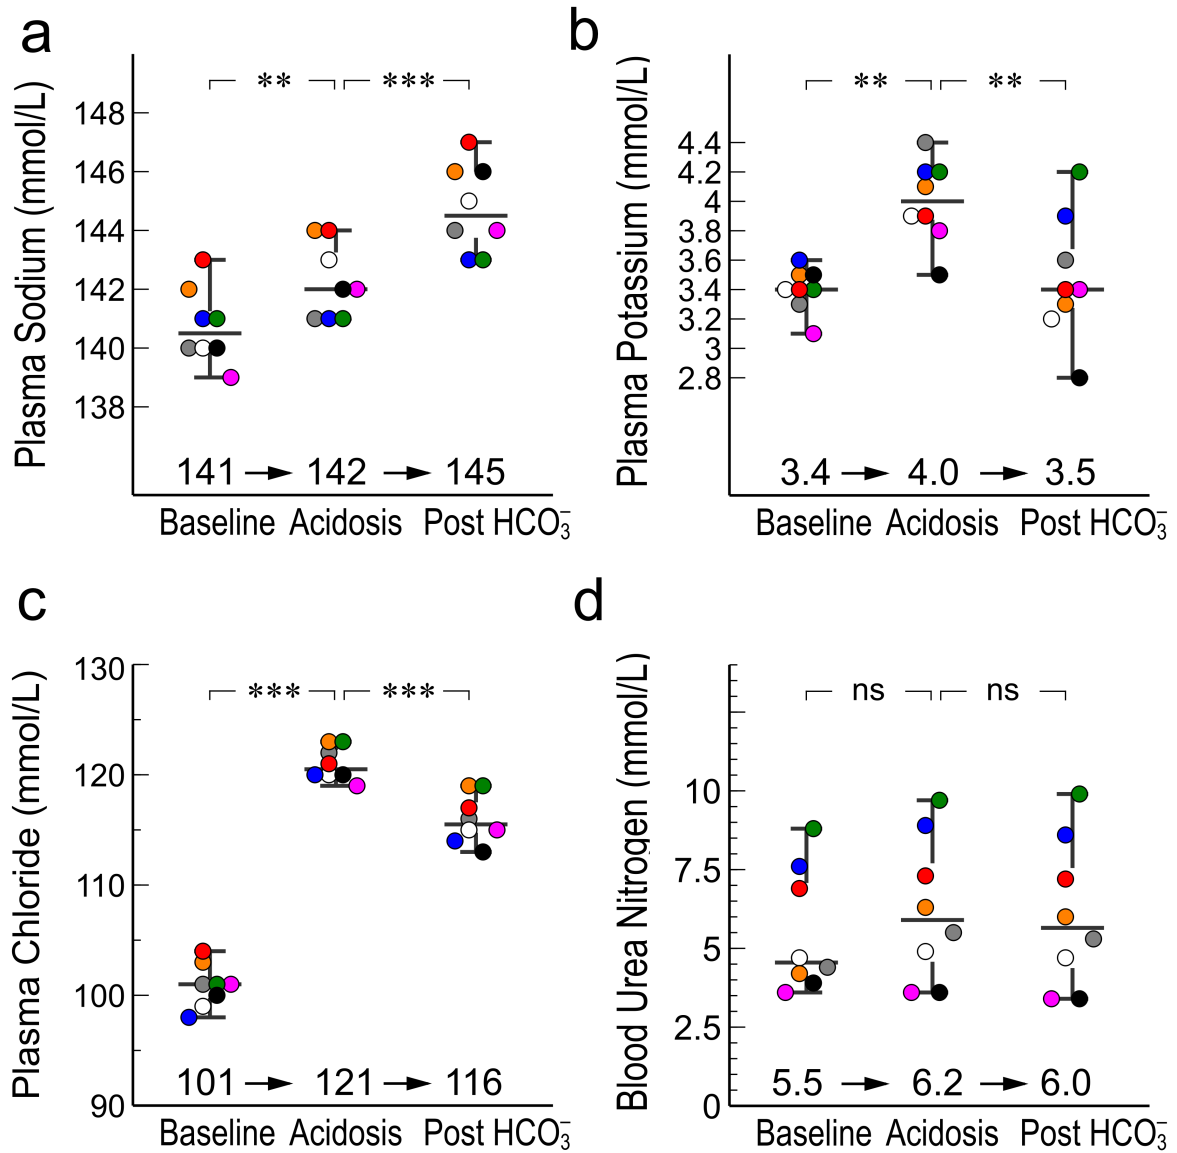 a
Plasma Sodium (mmol/L)
** ***
148
146
144
142
140
138
141 142 145
Baseline Acidosis Post HCO₃⁻
b
Plasma Potassium (mmol/L)
** **
4.4
4.2
4
3.8
3.6
3.4
3.2
3
2.8
3.4 4.0 3.5
Baseline Acidosis Post HCO₃⁻
c
Plasma Chloride (mmol/L)
*** ***
130
120
110
100
90
101 121 116
Baseline Acidosis Post HCO₃⁻
d
Blood Urea Nitrogen (mmol/L)
ns ns
10
7.5
5
2.5
0
5.5 6.2 6.0
Baseline Acidosis Post HCO₃⁻